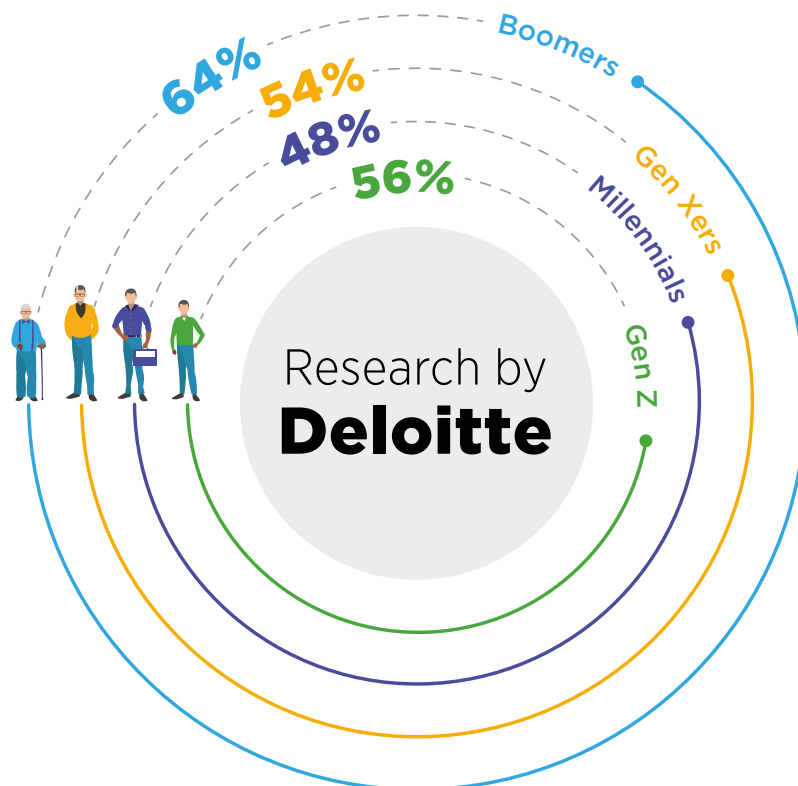 64%
Boomers
54%
Gen Xers
48%
Millennials
56%
Gen Z
Research by
Deloitte